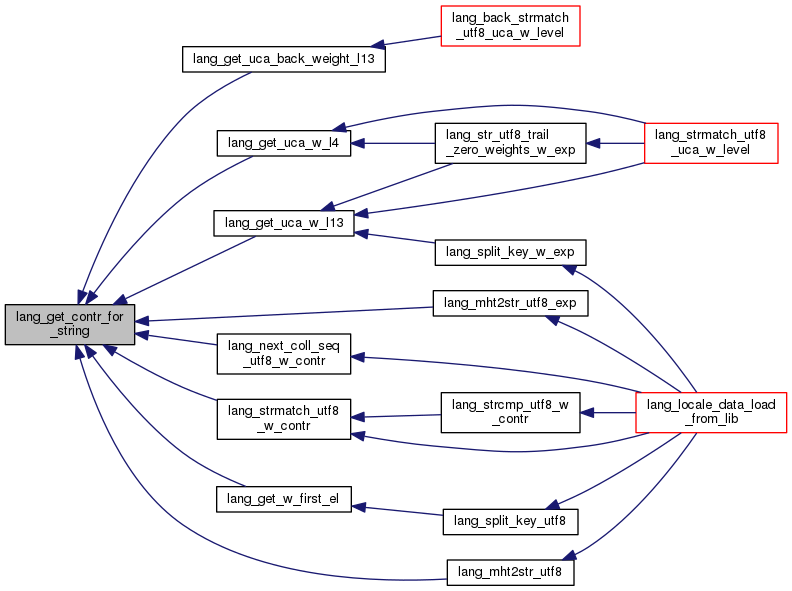 lang_back_strmatch
_utf8_uca_w_level
lang_get_uca_back_weight_l13
lang_get_uca_w_l4
lang_str_utf8_trail
_zero_weights_w_exp
lang_strmatch_utf8
_uca_w_level
lang_get_uca_w_l13
lang_split_key_w_exp
lang_get_contr_for
_string
lang_mht2str_utf8_exp
lang_next_coll_seq
_utf8_w_contr
lang_strmatch_utf8
_w_contr
lang_strcmp_utf8_w
_contr
lang_locale_data_load
_from_lib
lang_get_w_first_el
lang_split_key_utf8
lang_mht2str_utf8